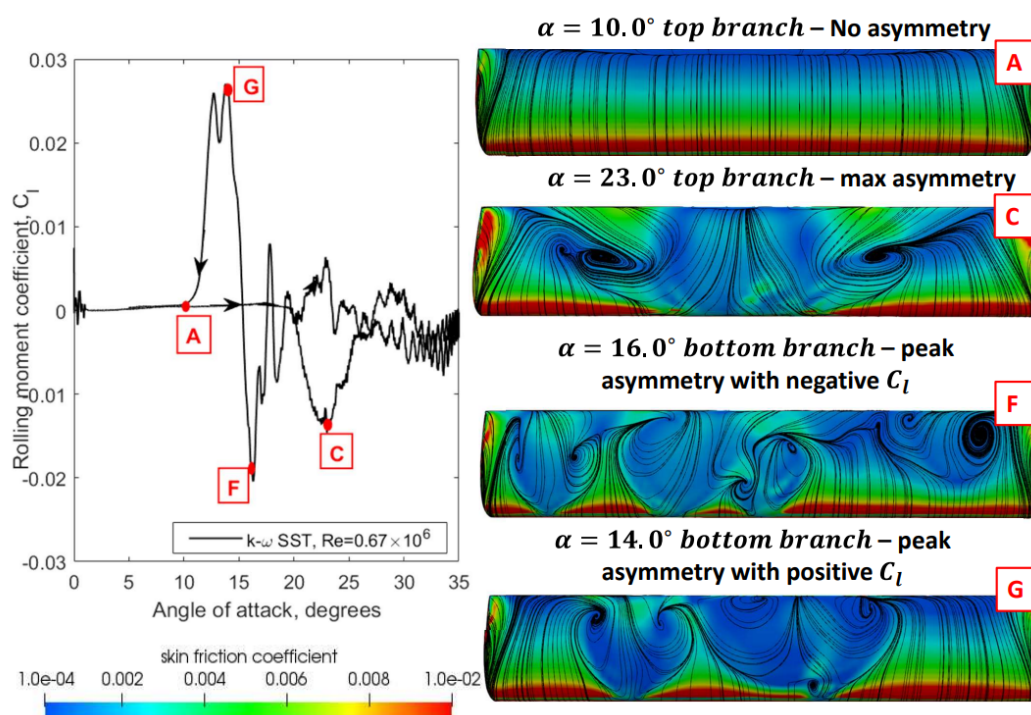 0.03
0.02
0.01
0
-0.01
-0.02
-0.03
Rolling moment coefficient, C_l
G
A
F
C
k-ω SST, Re=0.67×10^6
0 5 10 15 20 25 30 35
Angle of attack, degrees
skin friction coefficient
1.0e-04 0.002 0.004 0.006 0.008 1.0e-02
α = 10.0° top branch – No asymmetry
A
α = 23.0° top branch – max asymmetry
C
α = 16.0° bottom branch – peak
asymmetry with negative C_l
F
α = 14.0° bottom branch – peak
asymmetry with positive C_l
G